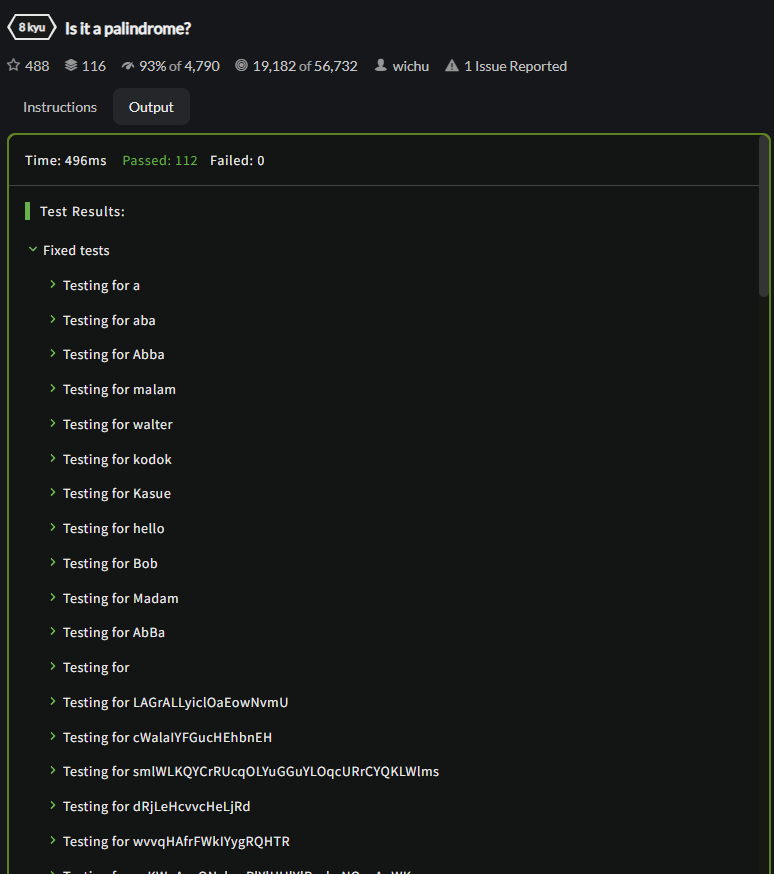 8 kyu Is it a palindrome?
488 116 93% of 4,790 19,182 of 56,732 wichu 1 Issue Reported
Instructions Output
Time: 496ms Passed: 112 Failed: 0
Test Results:
Fixed tests
Testing for a
Testing for aba
Testing for Abba
Testing for malam
Testing for walter
Testing for kodok
Testing for Kasue
Testing for hello
Testing for Bob
Testing for Madam
Testing for AbBa
Testing for
Testing for LAGrALLyiclOaEowNvmU
Testing for cWalaIYFGucHEhbnEH
Testing for smlWLKQYCrRUcqOLYuGGuYLOqcURrCYQKLWlms
Testing for dRjLeHcvvcHeLjRd
Testing for wvvqHAfrFWkIYygRQHTR